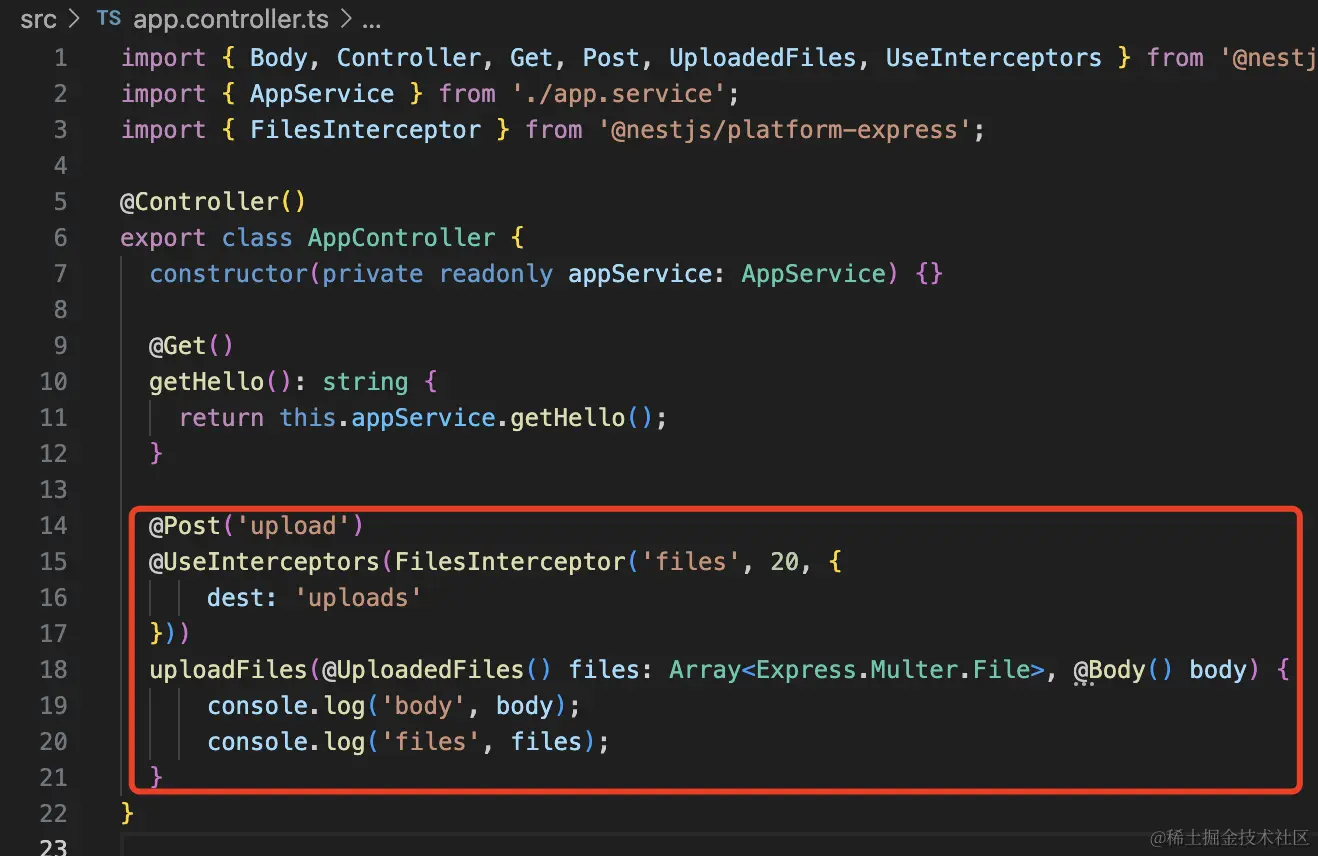 src > TS app.controller.ts > ...
1 import { Body, Controller, Get, Post, UploadedFiles, UseInterceptors } from '@nestj
2 import { AppService } from './app.service';
3 import { FilesInterceptor } from '@nestjs/platform-express';
4
5 @Controller()
6 export class AppController {
7 constructor(private readonly appService: AppService) {}
8
9 @Get()
10 getHello(): string {
11 return this.appService.getHello();
12 }
13
14 @Post('upload')
15 @UseInterceptors(FilesInterceptor('files', 20, {
16 dest: 'uploads'
17 }))
18 uploadFiles(@UploadedFiles() files: Array<Express.Multer.File>, @Body() body) {
19 console.log('body', body);
20 console.log('files', files);
21 }
22 }
23
@稀土掘金技术社区